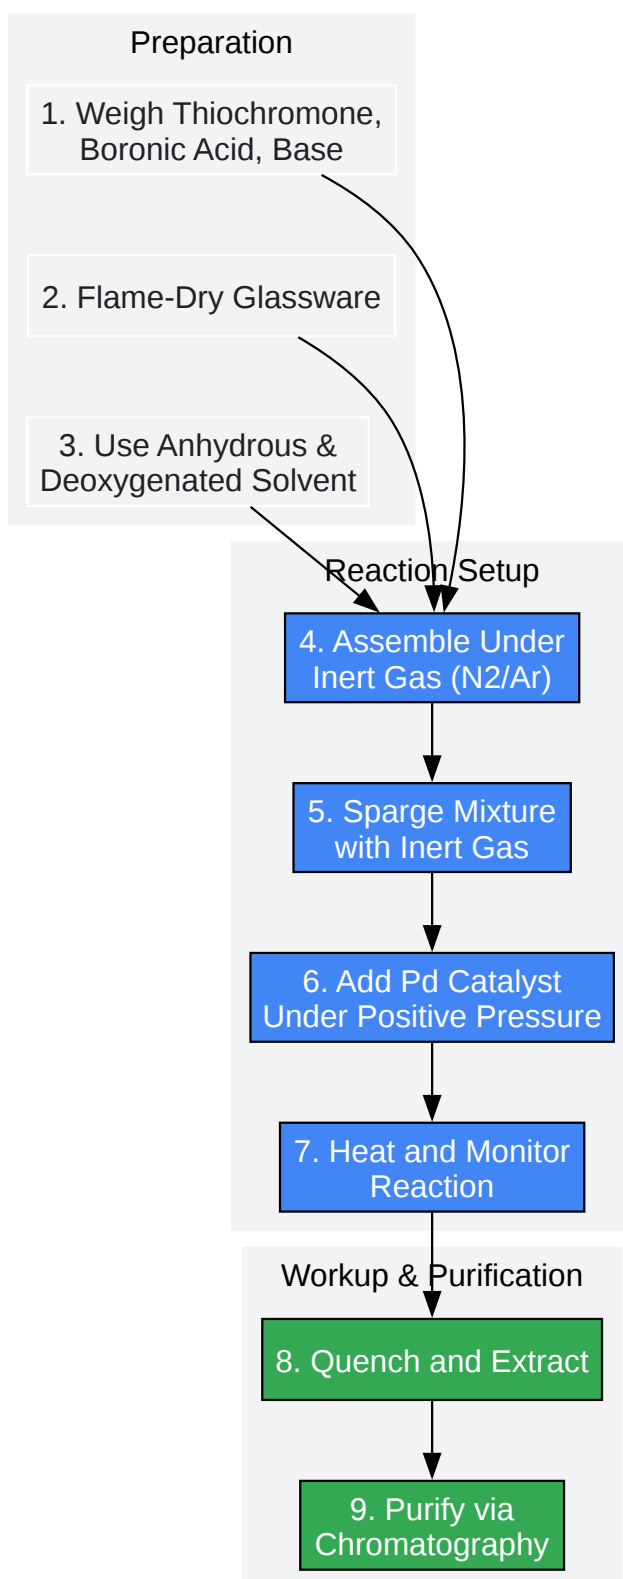 Preparation
1. Weigh Thiochromone,
Boronic Acid, Base
2. Flame-Dry Glassware
3. Use Anhydrous &
Deoxygenated Solvent
Reaction Setup
4. Assemble Under
Inert Gas (N2/Ar)
5. Sparge Mixture
with Inert Gas
6. Add Pd Catalyst
Under Positive Pressure
7. Heat and Monitor
Reaction
Workup & Purification
8. Quench and Extract
9. Purify via
Chromatography